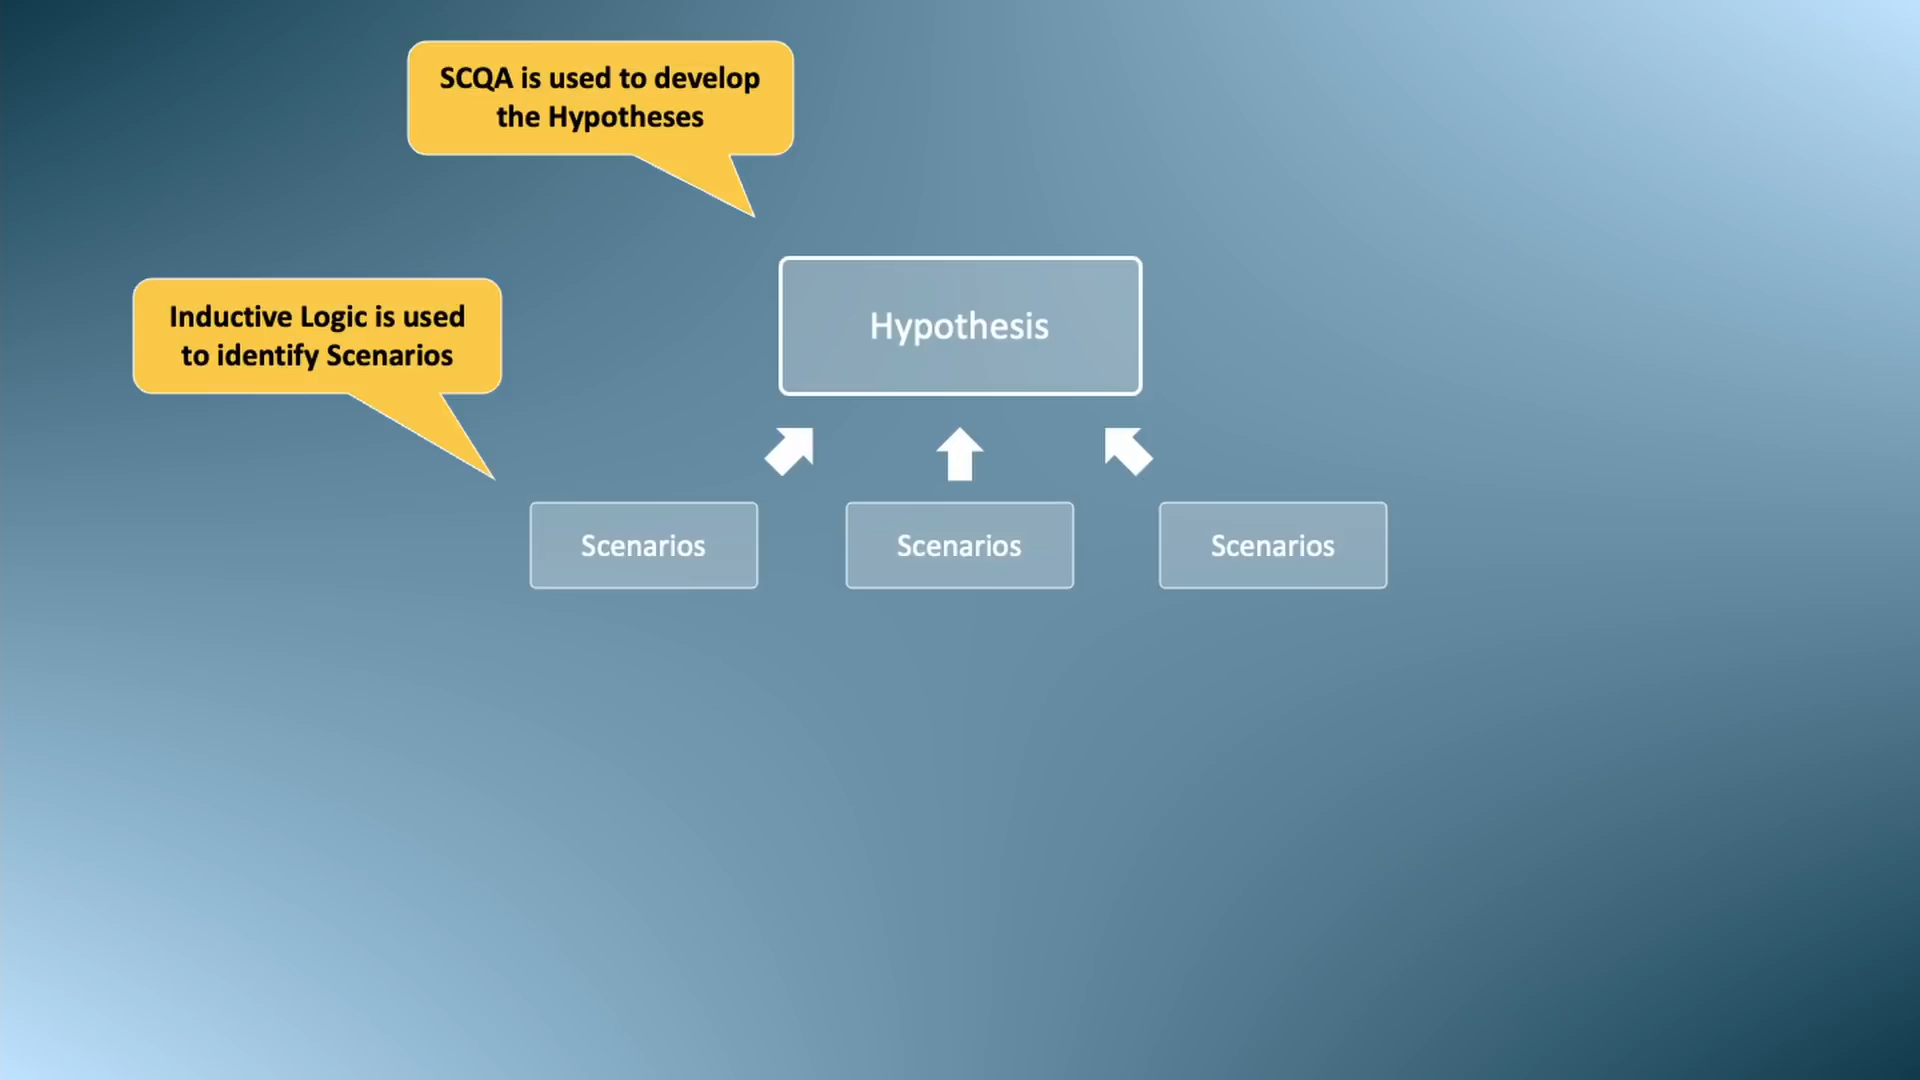 SCQA is used to develop
the Hypotheses
Inductive Logic is used
to identify Scenarios
Hypothesis
Scenarios
Scenarios
Scenarios